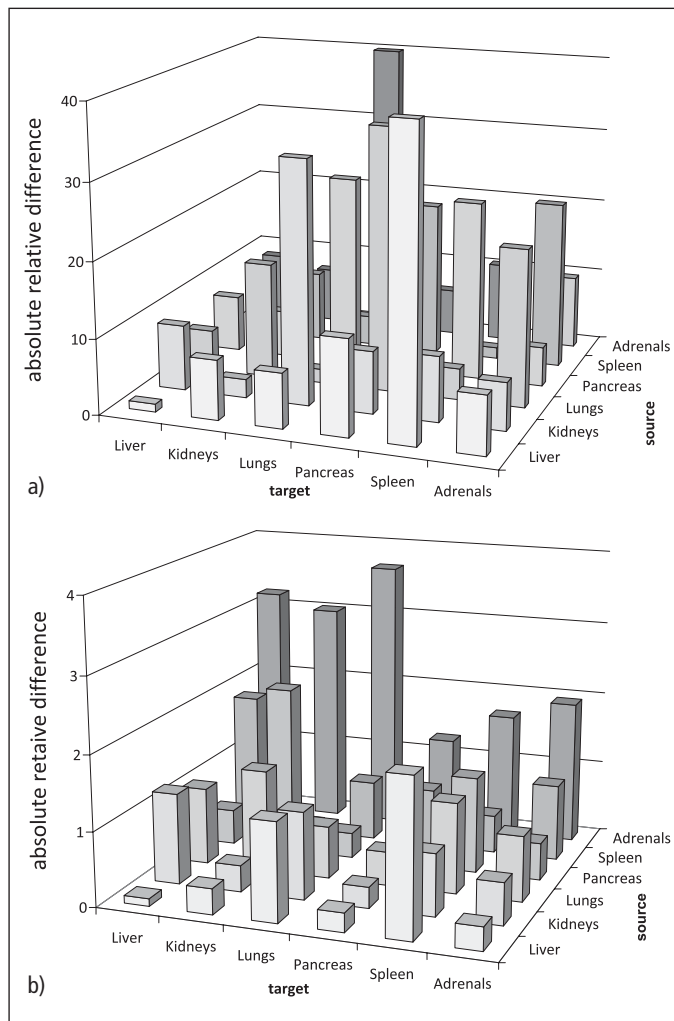 absolute relative difference
40
30
20
10
0
Liver
Kidneys
Lungs
Pancreas
Spleen
Adrenals
target
Adrenals
Spleen
Pancreas
Lungs
Kidneys
Liver
source
a)
absolute retaive difference
4
3
2
1
0
Liver
Kidneys
Lungs
Pancreas
Spleen
Adrenals
target
Adrenals
Spleen
Pancreas
Lungs
Kidneys
Liver
source
b)